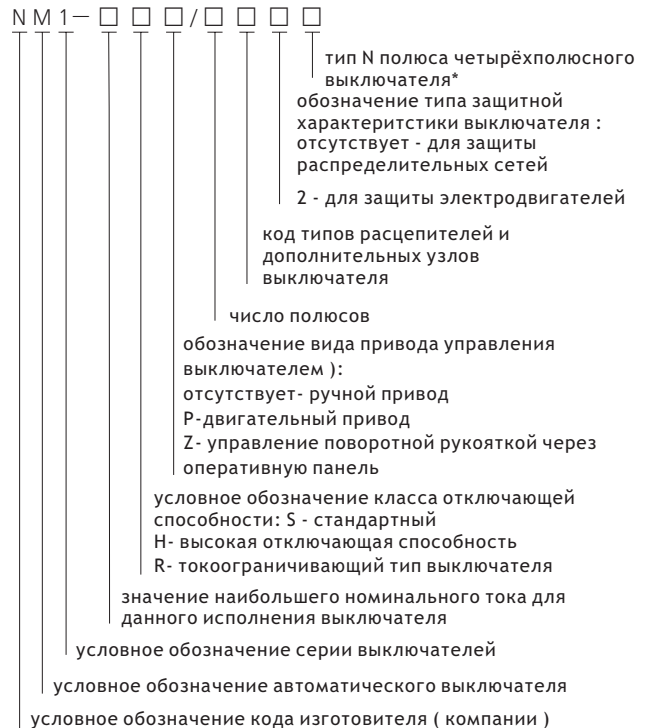 NM1-□□□/□□□□
тип N полюса четырёхполюсного
выключателя*
обозначение типа защитной
характеритстики выключателя :
отсутствует - для защиты
распределительных сетей
2 - для защиты электродвигателей
код типов расцепителей и
дополнительных узлов
выключателя
число полюсов
обозначение вида привода управления
выключателем ):
отсутствует- ручной привод
P-двигательный привод
Z- управление поворотной рукояткой через
оперативную панель
условное обозначение класса отключающей
способности: S - стандартный
H- высокая отключающая способность
R- токоограничивающий тип выключателя
значение наибольшего номинального тока для
данного исполнения выключателя
условное обозначение серии выключателей
условное обозначение автоматического выключателя
условное обозначение кода изготовителя ( компании )